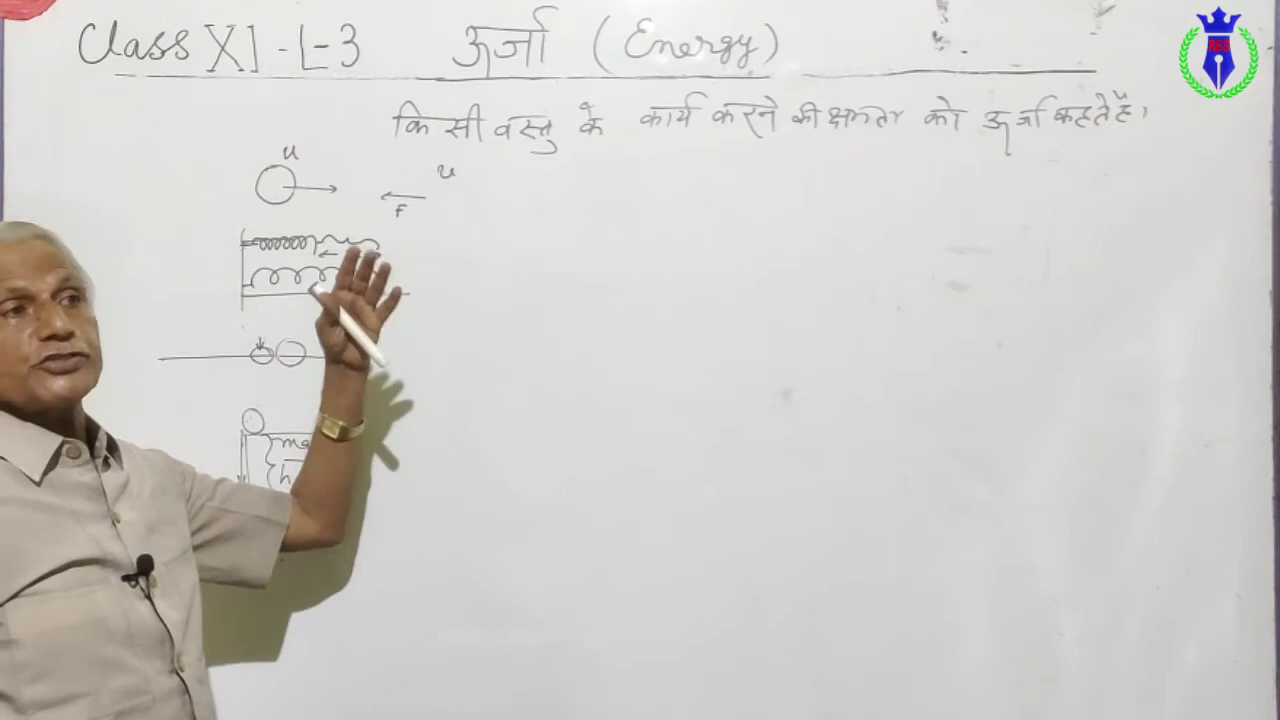 Class XI - L-3 ऊर्जा (Energy)
किसी वस्तु के कार्य करने की क्षमता को ऊर्जा कहते हैं।
u
u
F
h